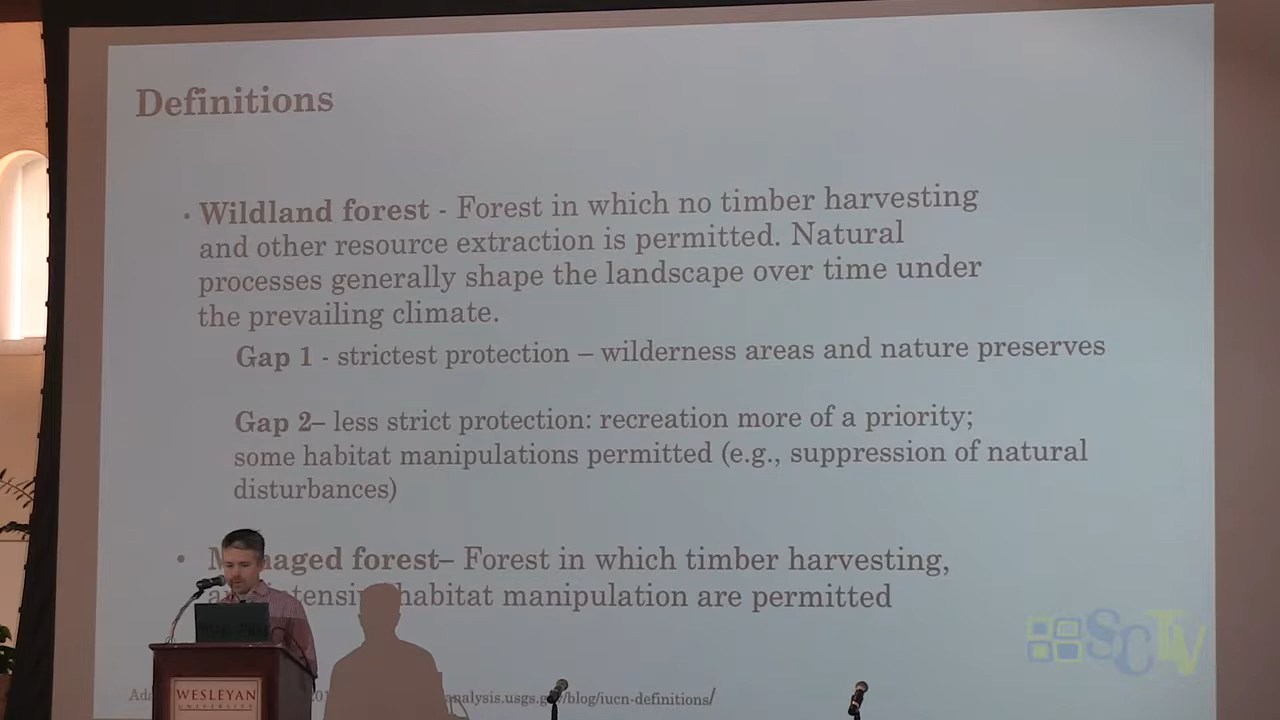 Definitions
• Wildland forest - Forest in which no timber harvesting
and other resource extraction is permitted. Natural
processes generally shape the landscape over time under
the prevailing climate.
Gap 1 - strictest protection – wilderness areas and nature preserves
Gap 2– less strict protection: recreation more of a priority;
some habitat manipulations permitted (e.g., suppression of natural
disturbances)
• Managed forest– Forest in which timber harvesting,
habitat manipulation are permitted
/blog/iucn-definitions/
WESLEYAN
UNIVERSITY
SCTV